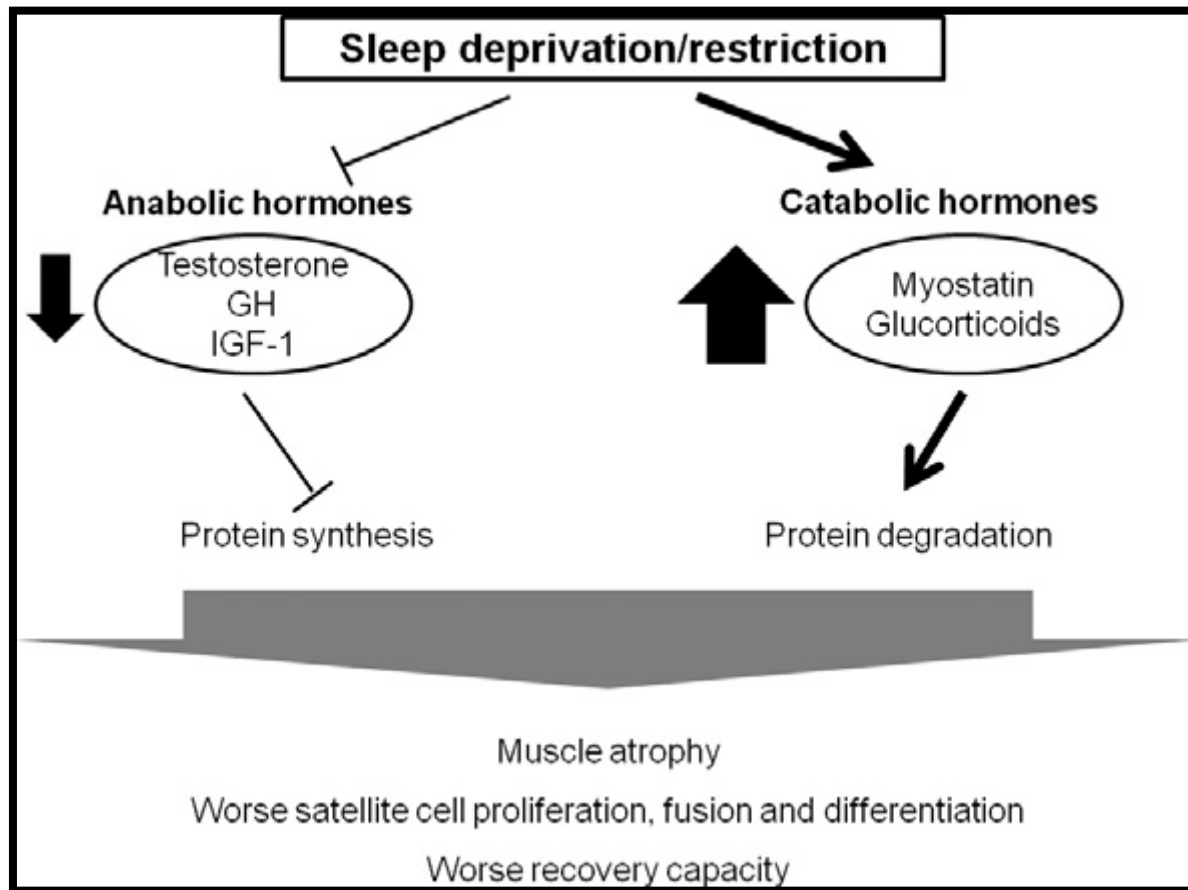 Sleep deprivation/restriction
Anabolic hormones
Catabolic hormones
Testosterone
GH
IGF-1
Myostatin
Glucorticoids
Protein synthesis
Protein degradation
Muscle atrophy
Worse satellite cell proliferation, fusion and differentiation
Worse recovery capacity